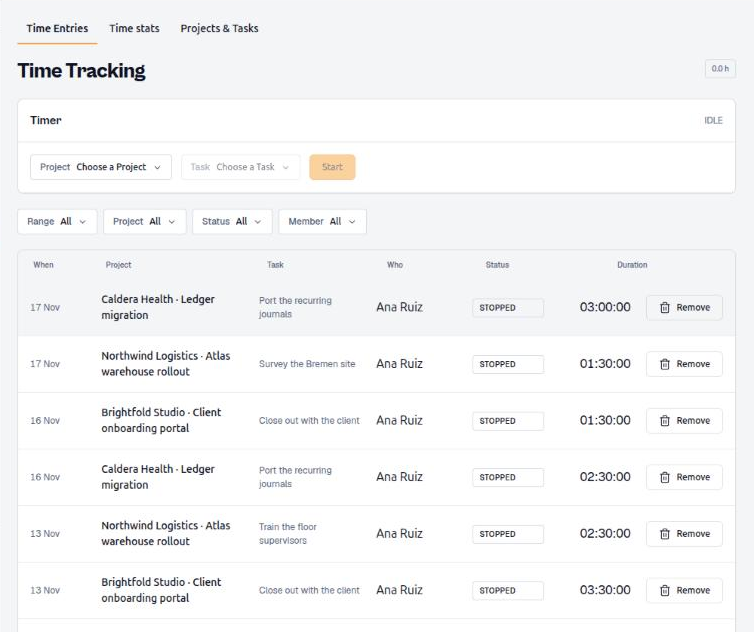 Time Entries Time stats Projects & Tasks
Time Tracking 0.0 h
Timer IDLE
Project Choose a Project Task Choose a Task Start
Range All Project All Status All Member All
When Project Task Who Status Duration
17 Nov Caldera Health · Ledger migration Port the recurring journals Ana Ruiz STOPPED 03:00:00 Remove
17 Nov Northwind Logistics · Atlas warehouse rollout Survey the Bremen site Ana Ruiz STOPPED 01:30:00 Remove
16 Nov Brightfold Studio · Client onboarding portal Close out with the client Ana Ruiz STOPPED 01:30:00 Remove
16 Nov Caldera Health · Ledger migration Port the recurring journals Ana Ruiz STOPPED 02:30:00 Remove
13 Nov Northwind Logistics · Atlas warehouse rollout Train the floor supervisors Ana Ruiz STOPPED 02:30:00 Remove
13 Nov Brightfold Studio · Client onboarding portal Close out with the client Ana Ruiz STOPPED 03:30:00 Remove